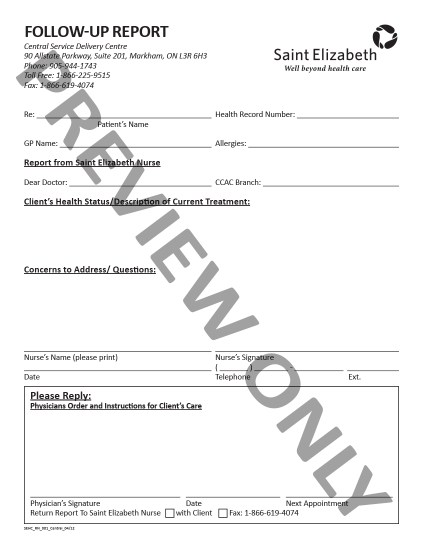 FOLLOW-UP REPORT
Central Service Delivery Centre
90 Allstate Parkway, Suite 201, Markham, ON L3R 6H3
Phone: 905-944-1743
Toll Free: 1-866-225-9515
Fax: 1-866-619-4074
Saint Elizabeth
Well beyond health care
Re: Health Record Number:
Patient's Name
GP Name: Allergies:
Report from Saint Elizabeth Nurse
Dear Doctor: CCAC Branch:
Client's Health Status/Description of Current Treatment:
Concerns to Address/ Questions:
Nurse's Name (please print) Nurse's Signature
( ) -
Date Telephone Ext.
Please Reply:
Physicians Order and Instructions for Client's Care
Physician's Signature Date Next Appointment
Return Report To Saint Elizabeth Nurse with Client Fax: 1-866-619-4074
PREVIEW ONLY